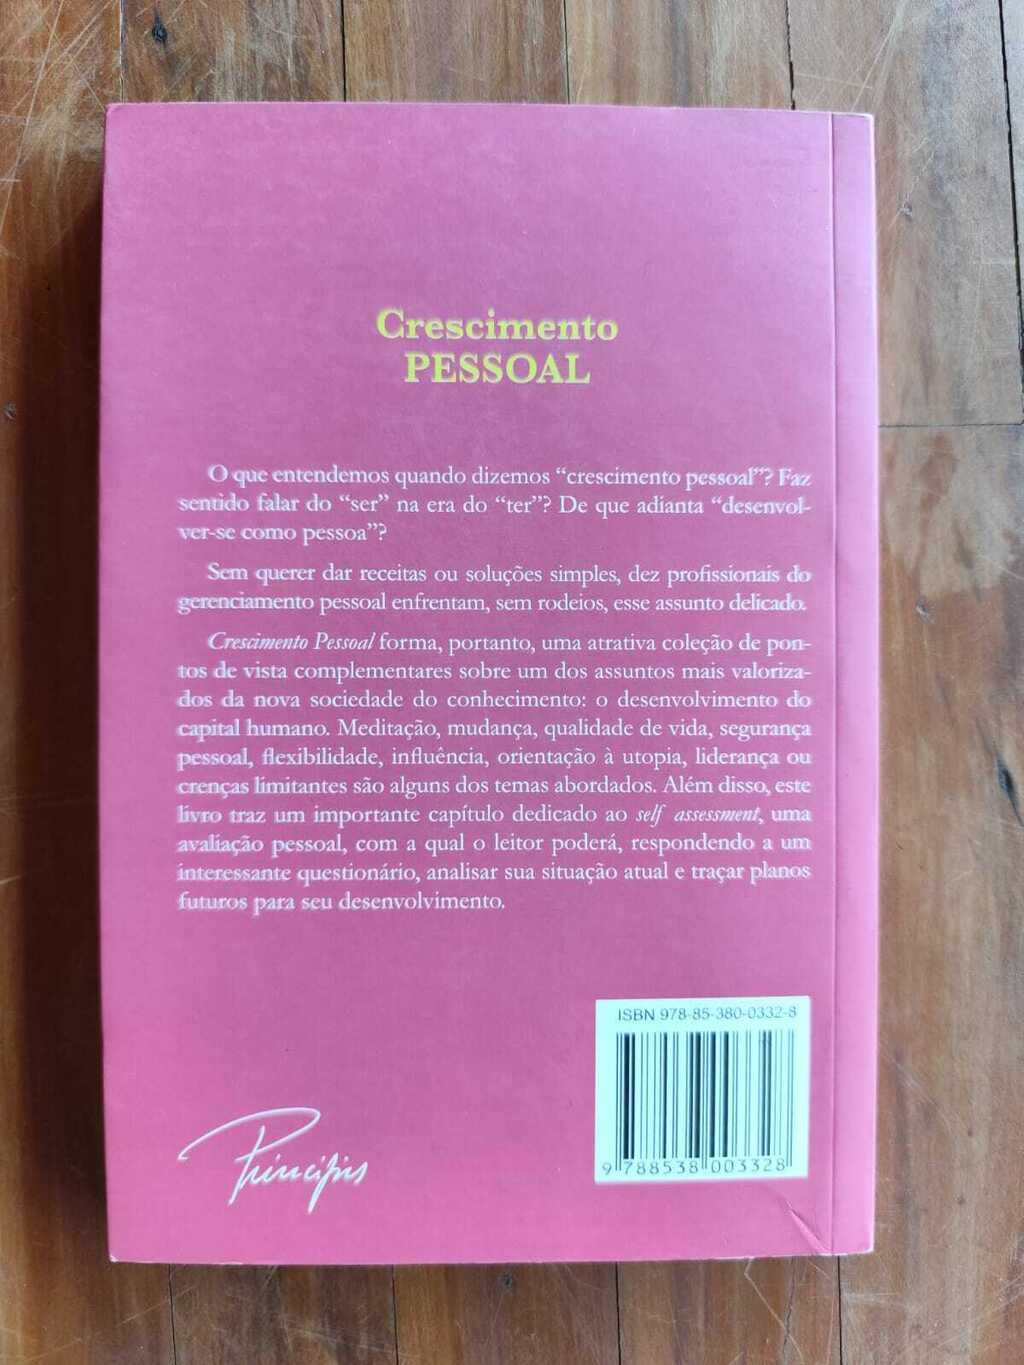 Crescimento
PESSOAL
O que entendemos quando dizemos “crescimento pessoal”? Faz
sentido falar do “ser” na era do “ter”? De que adianta “desenvol-
ver-se como pessoa”?
Sem querer dar receitas ou soluções simples, dez profissionais do
gerenciamento pessoal enfrentam, sem rodeios, esse assunto delicado.
Crescimento Pessoal forma, portanto, uma atrativa coleção de pon-
tos de vista complementares sobre um dos assuntos mais valoriza-
dos da nova sociedade do conhecimento: o desenvolvimento do
capital humano. Meditação, mudança, qualidade de vida, segurança
pessoal, flexibilidade, influência, orientação à utopia, liderança ou
crenças limitantes são alguns dos temas abordados. Além disso, este
livro traz um importante capítulo dedicado ao self assessment, uma
avaliação pessoal, com a qual o leitor poderá, respondendo a um
interessante questionário, analisar sua situação atual e traçar planos
futuros para seu desenvolvimento.
ISBN 978-85-380-0332-8
9 788538 003328
Principis